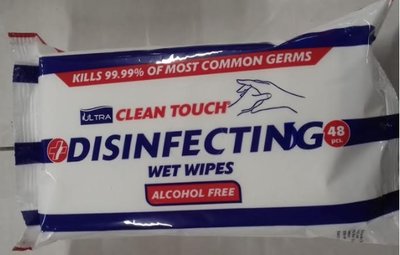 KILLS 99.99% OF MOST COMMON GERMS
ULTRA
CLEAN TOUCH®
DISINFECTING
48
pcs.
WET WIPES
ALCOHOL FREE